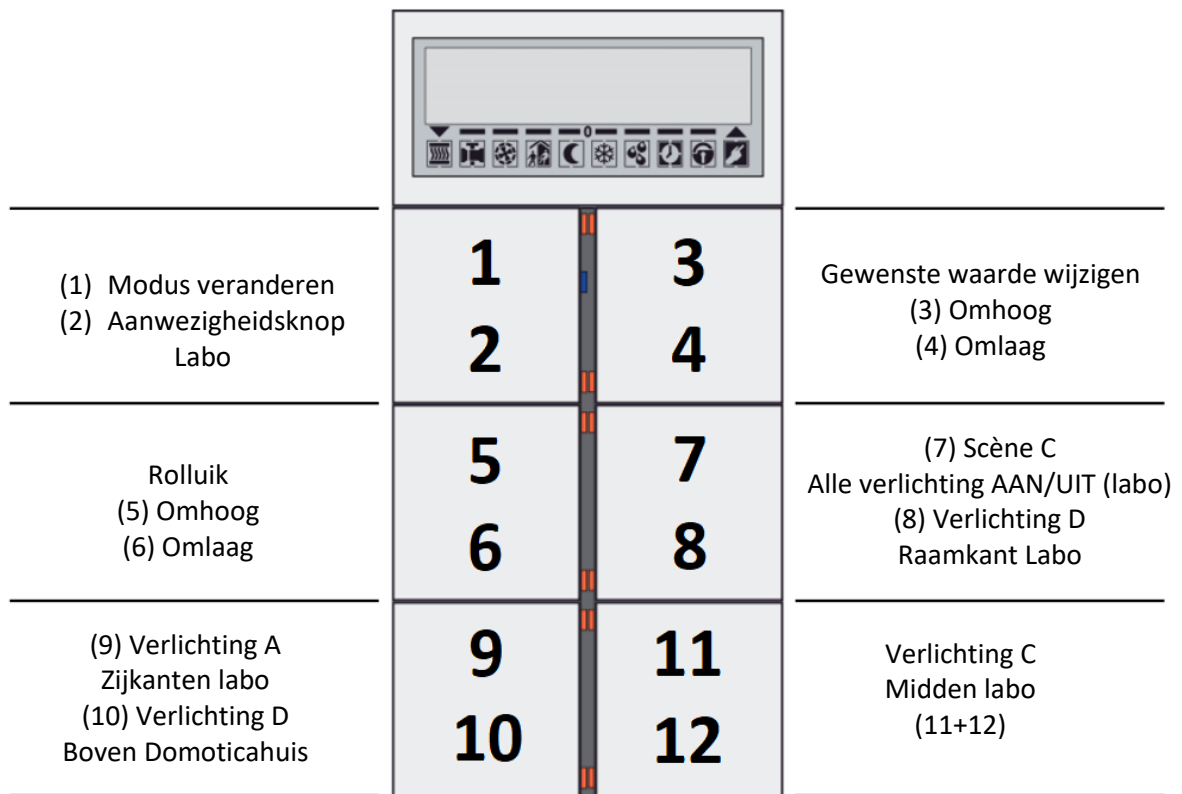 0
(1) Modus veranderen
(2) Aanwezigheidsknop
Labo
1
2
3
4
Gewenste waarde wijzigen
(3) Omhoog
(4) Omlaag
Rolluik
(5) Omhoog
(6) Omlaag
5
6
7
8
(7) Scène C
Alle verlichting AAN/UIT (labo)
(8) Verlichting D
Raamkant Labo
(9) Verlichting A
Zijkanten labo
(10) Verlichting D
Boven Domoticahuis
9
10
11
12
Verlichting C
Midden labo
(11+12)